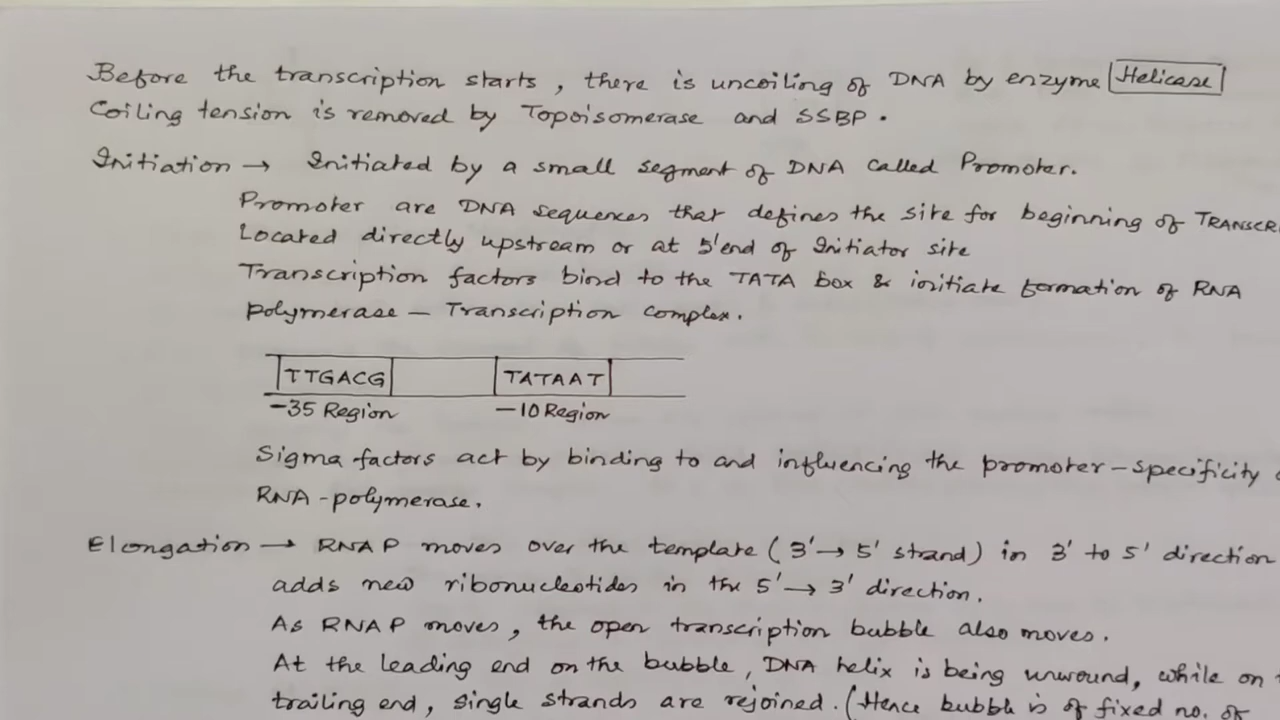 Before the transcription starts, there is uncoiling of DNA by enzyme Helicase
Coiling tension is removed by Topoisomerase and SSBP.
Initiation → Initiated by a small segment of DNA called Promoter.
Promoter are DNA sequences that defines the site for beginning of TRANSCR
Located directly upstream or at 5' end of Initiator site
Transcription factors bind to the TATA box & initiate formation of RNA
polymerase – Transcription complex.
TTGACG TATAAT
-35 Region -10 Region
Sigma factors act by binding to and influencing the promoter-specificity
RNA-polymerase.
Elongation → RNAP moves over the template (3' → 5' strand) in 3' to 5' direction
adds new ribonucleotides in the 5' → 3' direction.
As RNAP moves, the open transcription bubble also moves.
At the leading end on the bubble, DNA helix is being unwound, while on
trailing end, single strands are rejoined. (Hence bubble is of fixed no. of